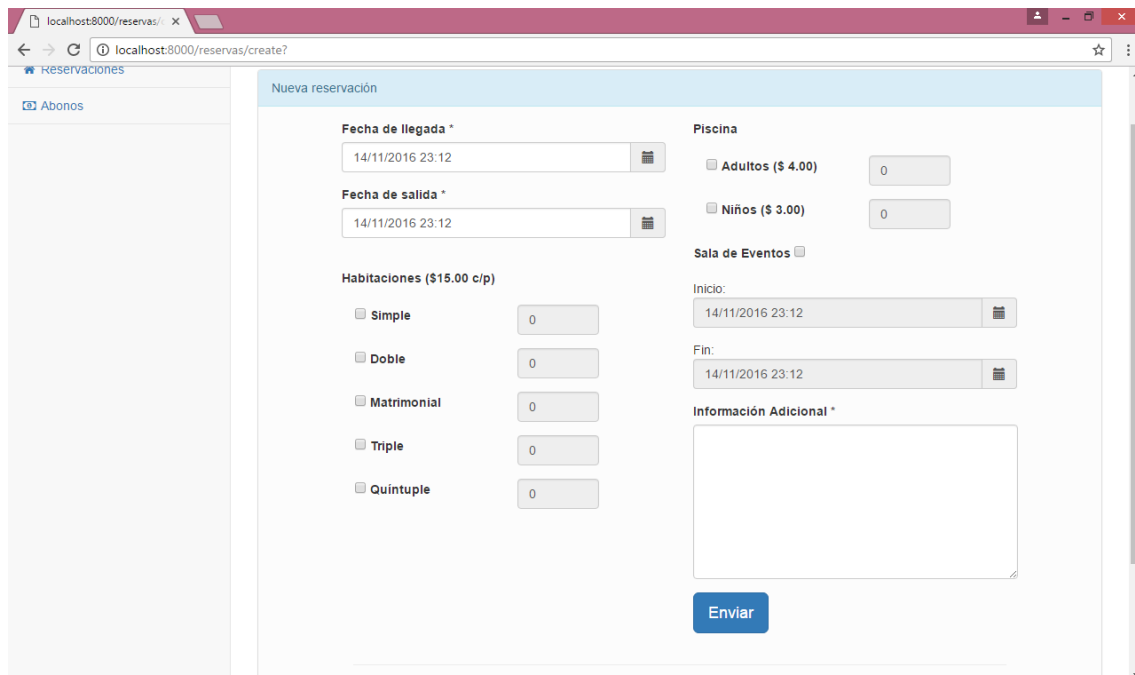 localhost:8000/reservas/c
localhost:8000/reservas/create?
Reservaciones
Abonos
Nueva reservación
Fecha de llegada *
14/11/2016 23:12
Fecha de salida *
14/11/2016 23:12
Habitaciones ($15.00 c/p)
Simple 0
Doble 0
Matrimonial 0
Triple 0
Quintuple 0
Piscina
Adultos ($ 4.00) 0
Niños ($ 3.00) 0
Sala de Eventos
Inicio:
14/11/2016 23:12
Fin:
14/11/2016 23:12
Información Adicional *
Enviar